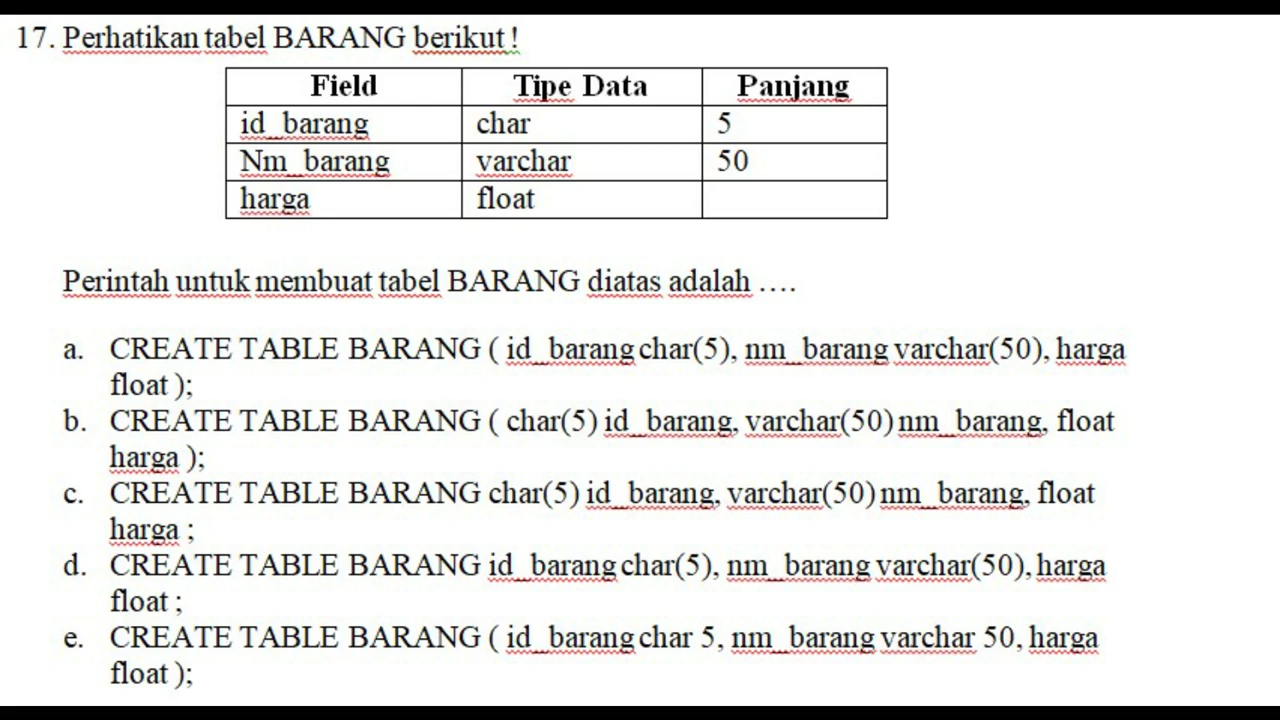 17. Perhatikan tabel BARANG berikut !
Field Tipe Data Panjang
id_barang char 5
Nm_barang varchar 50
harga float
Perintah untuk membuat tabel BARANG diatas adalah ….
a. CREATE TABLE BARANG ( id_barang char(5), nm_barang varchar(50), harga
float );
b. CREATE TABLE BARANG ( char(5) id_barang, varchar(50) nm_barang, float
harga );
c. CREATE TABLE BARANG char(5) id_barang, varchar(50) nm_barang, float
harga ;
d. CREATE TABLE BARANG id_barang char(5), nm_barang varchar(50), harga
float ;
e. CREATE TABLE BARANG ( id_barang char 5, nm_barang varchar 50, harga
float );